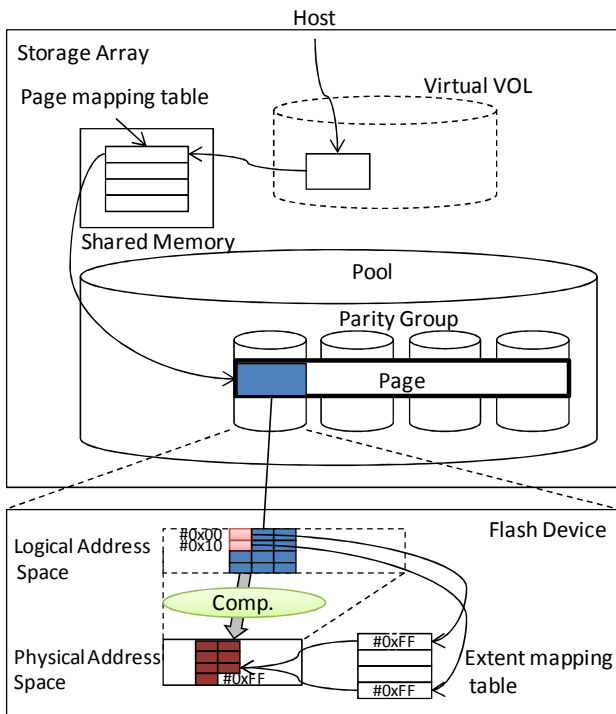 Host
Storage Array
Virtual VOL
Page mapping table
Shared Memory
Pool
Parity Group
Page
#0x00
#0x10
Flash Device
Logical Address
Space
Comp.
#0xFF
Physical Address
Space
#0xFF
Extent mapping
table
#0xFF